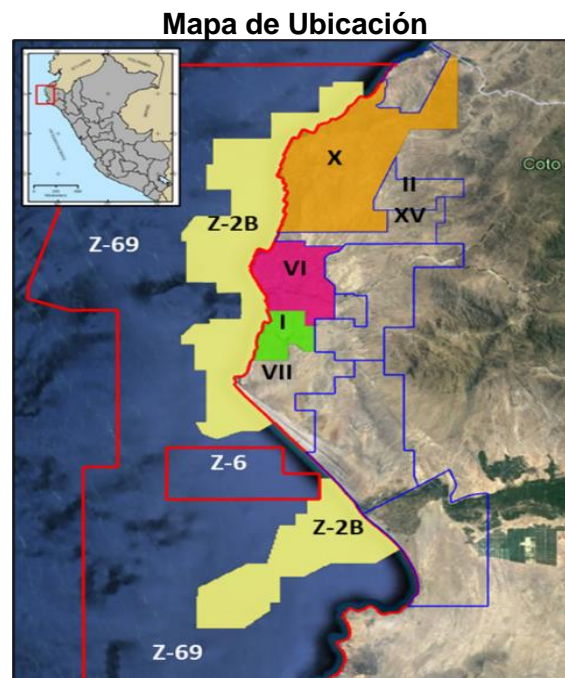 Mapa de Ubicación
Coto
X
II
XV
Z-2B
Z-69
VI
I
VII
Z-6
Z-2B
Z-69